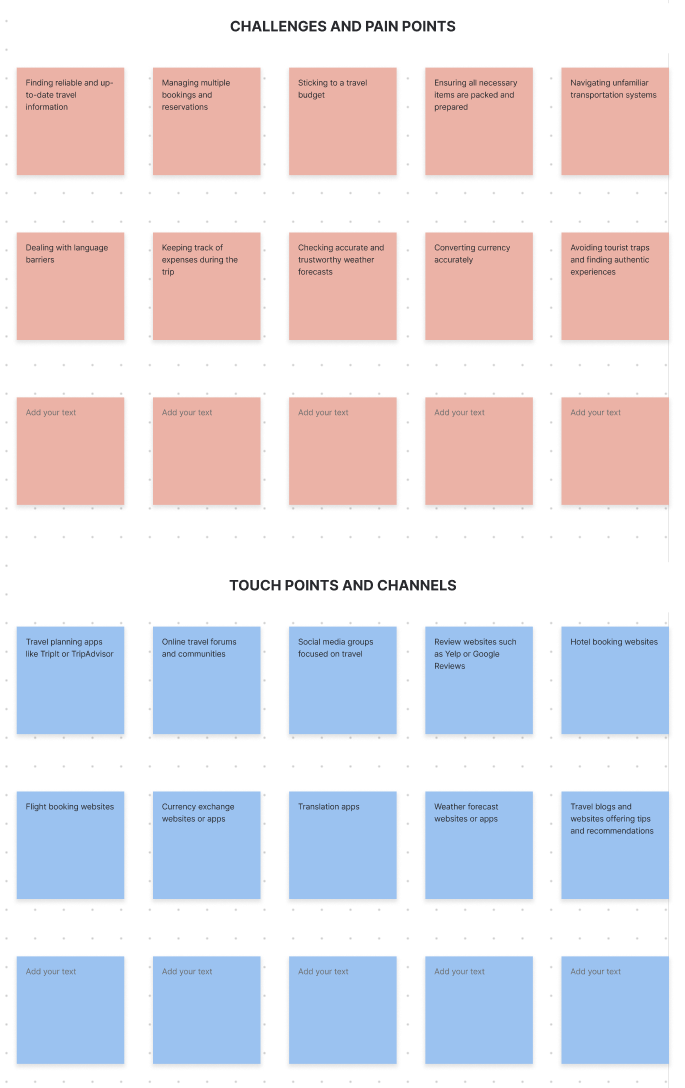 CHALLENGES AND PAIN POINTS
Finding reliable and up-
to-date travel
information
Managing multiple
bookings and
reservations
Sticking to a travel
budget
Ensuring all necessary
items are packed and
prepared
Navigating unfamiliar
transportation systems
Dealing with language
barriers
Keeping track of
expenses during the
trip
Checking accurate and
trustworthy weather
forecasts
Converting currency
accurately
Avoiding tourist traps
and finding authentic
experiences
Add your text
Add your text
Add your text
Add your text
Add your text
TOUCH POINTS AND CHANNELS
Travel planning apps
like TripIt or TripAdvisor
Online travel forums
and communities
Social media groups
focused on travel
Review websites such
as Yelp or Google
Reviews
Hotel booking websites
Flight booking websites
Currency exchange
websites or apps
Translation apps
Weather forecast
websites or apps
Travel blogs and
websites offering tips
and recommendations
Add your text
Add your text
Add your text
Add your text
Add your text